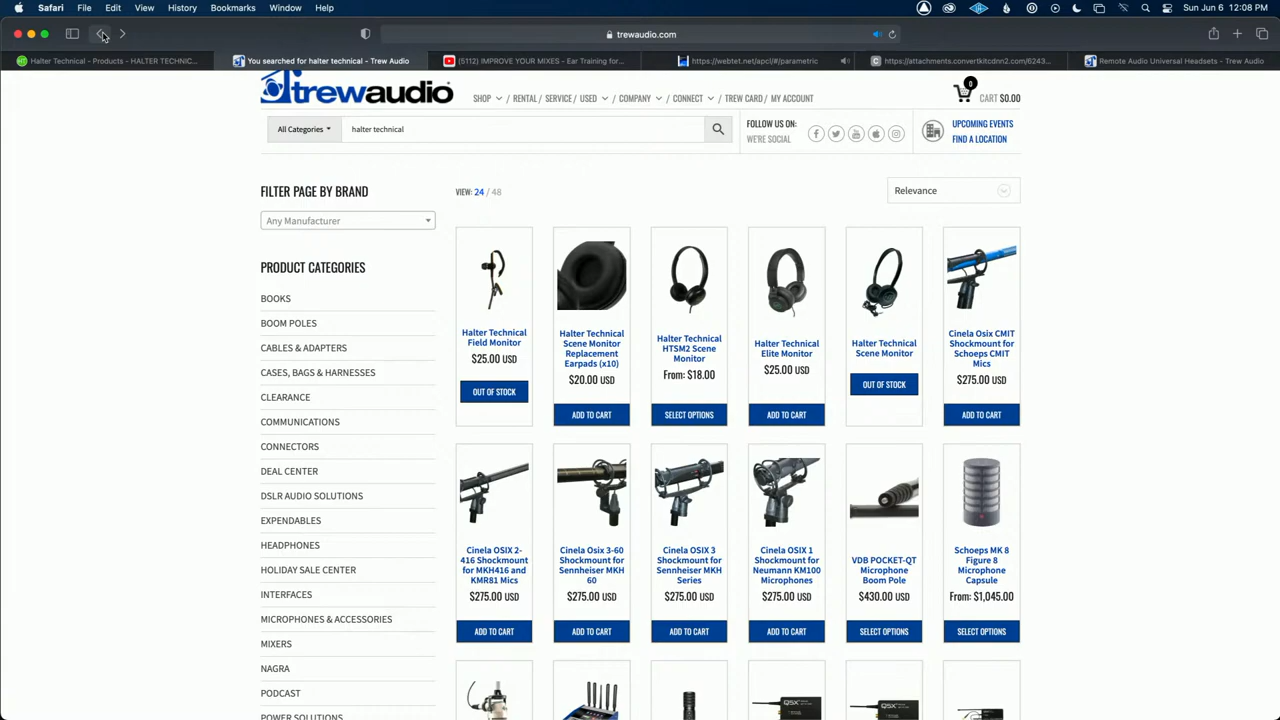 Safari File Edit View History Bookmarks Window Help
Sun Jun 6 12:08 PM
trewaudio.com
Halter Technical - Products - HALTER TECHNIC...
You searched for halter technical - Trew Audio
(5112) IMPROVE YOUR MIXES - Ear Training for...
https://webtet.net/apcl/#/parametric
https://attachments.convertkitcdnn2.com/6243...
Remote Audio Universal Headsets - Trew Audio
trewaudio
SHOP / RENTAL / SERVICE / USED / COMPANY / CONNECT / TREW CARD / MY ACCOUNT
0
CART $0.00
All Categories
halter technical
FOLLOW US ON:
WE'RE SOCIAL
UPCOMING EVENTS
FIND A LOCATION
FILTER PAGE BY BRAND
Any Manufacturer
VIEW: 24 / 48
Relevance
PRODUCT CATEGORIES
BOOKS
BOOM POLES
CABLES & ADAPTERS
CASES, BAGS & HARNESSES
CLEARANCE
COMMUNICATIONS
CONNECTORS
DEAL CENTER
DSLR AUDIO SOLUTIONS
EXPENDABLES
HEADPHONES
HOLIDAY SALE CENTER
INTERFACES
MICROPHONES & ACCESSORIES
MIXERS
NAGRA
PODCAST
POWER SOLUTIONS
Halter Technical
Field Monitor
$25.00 USD
OUT OF STOCK
Halter Technical
Scene Monitor
Replacement
Earpads (x10)
$20.00 USD
ADD TO CART
Halter Technical
HTSM2 Scene
Monitor
From: $18.00
SELECT OPTIONS
Halter Technical
Elite Monitor
$25.00 USD
ADD TO CART
Halter Technical
Scene Monitor
OUT OF STOCK
Cinela Osix CMIT
Shockmount for
Schoeps CMIT
Mics
$275.00 USD
ADD TO CART
Cinela OSIX 2-
416 Shockmount
for MKH416 and
KMR81 Mics
$275.00 USD
ADD TO CART
Cinela Osix 3-60
Shockmount for
Sennheiser MKH
60
$275.00 USD
ADD TO CART
Cinela OSIX 3
Shockmount for
Sennheiser MKH
Series
$275.00 USD
ADD TO CART
Cinela OSIX 1
Shockmount for
Neumann KM100
Microphones
$275.00 USD
ADD TO CART
VDB POCKET-QT
Microphone
Boom Pole
$430.00 USD
SELECT OPTIONS
Schoeps MK 8
Figure 8
Microphone
Capsule
From: $1,045.00
SELECT OPTIONS